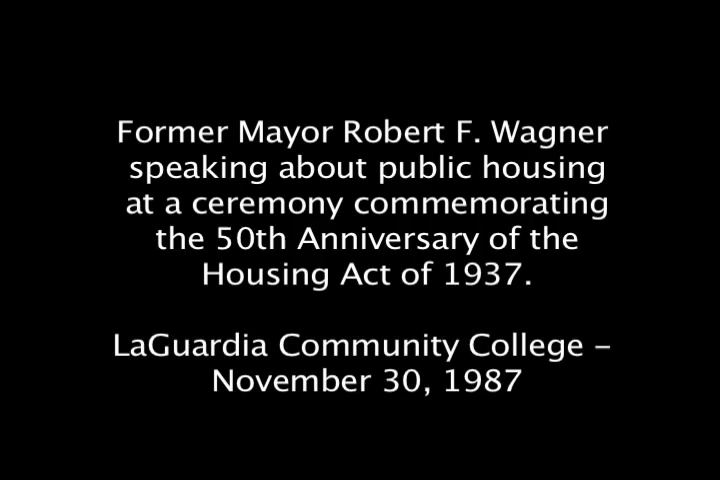 Former Mayor Robert F. Wagner
speaking about public housing
at a ceremony commemorating
the 50th Anniversary of the
Housing Act of 1937.
LaGuardia Community College –
November 30, 1987